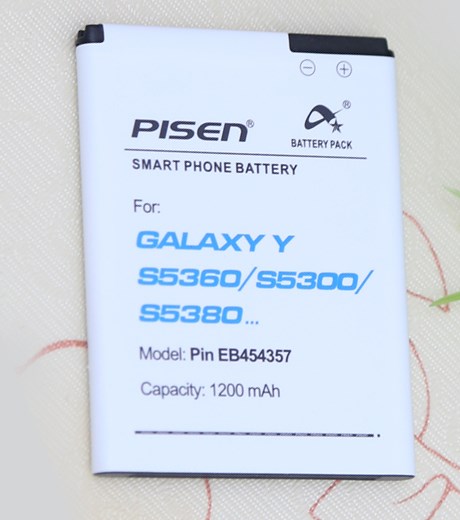 PISEN®
®
BATTERY PACK
SMART PHONE BATTERY
For:
GALAXY Y
S5360/S5300/
S5380...
Model: Pin EB454357
Capacity: 1200 mAh